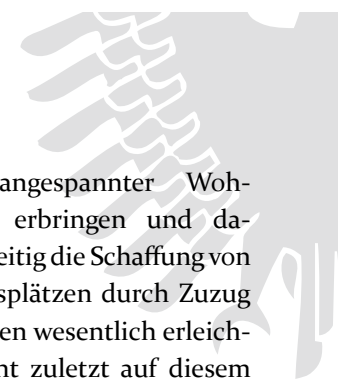 angespannter Woh-
erbringen und da-
eitig die Schaffung von
splätzen durch Zuzug
en wesentlich erleich-
nt zuletzt auf diesem